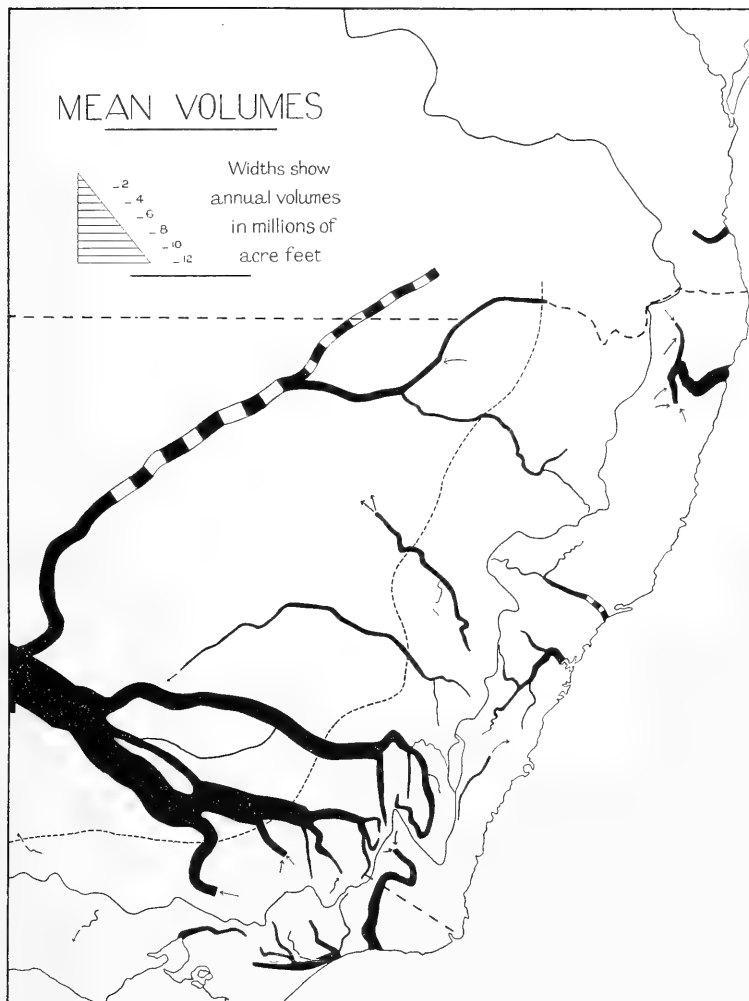 MEAN VOLUMES
Widths show
annual volumes
in millions of
acre feet
2
4
6
8
10
12